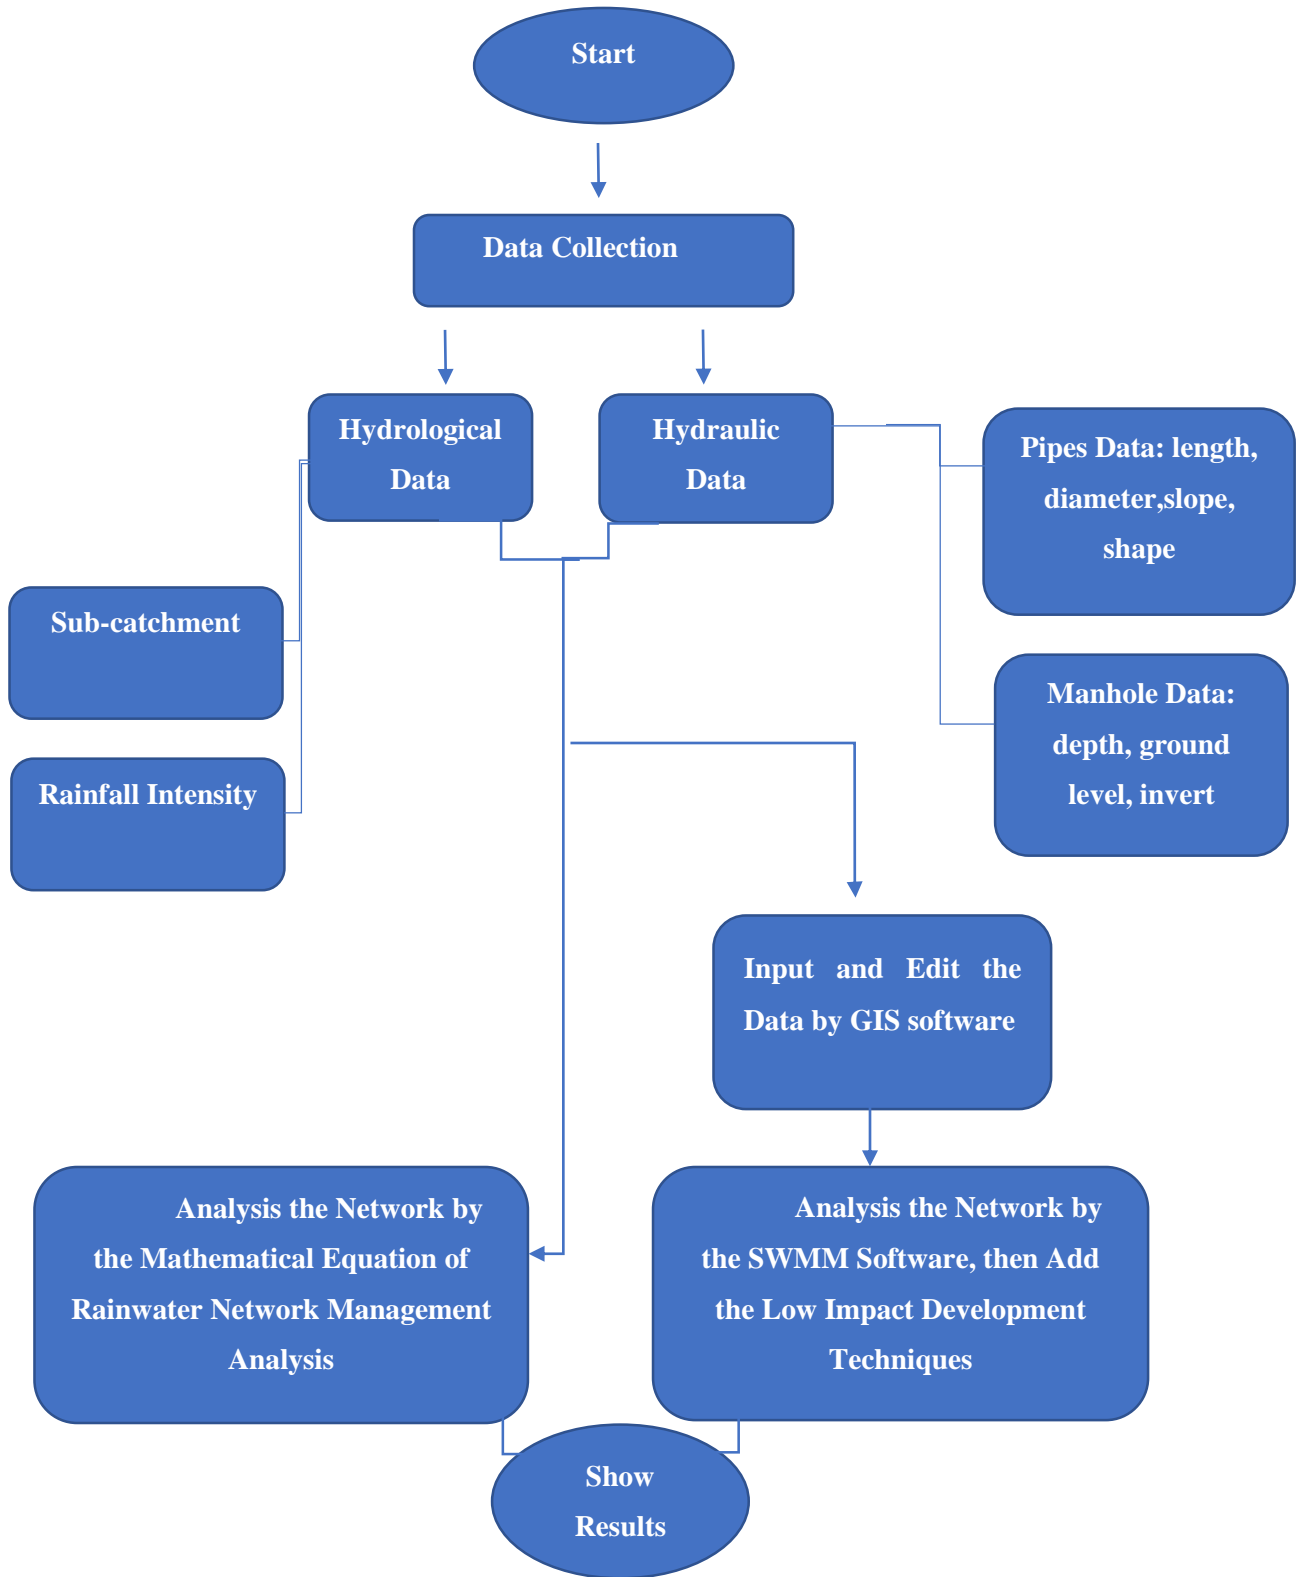 Start
Data Collection
Hydrological
Data
Hydraulic
Data
Pipes Data: length,
diameter,slope,
shape
Sub-catchment
Manhole Data:
depth, ground
level, invert
Rainfall Intensity
Input and Edit the
Data by GIS software
Analysis the Network by
the Mathematical Equation of
Rainwater Network Management
Analysis
Analysis the Network by
the SWMM Software, then Add
the Low Impact Development
Techniques
Show
Results